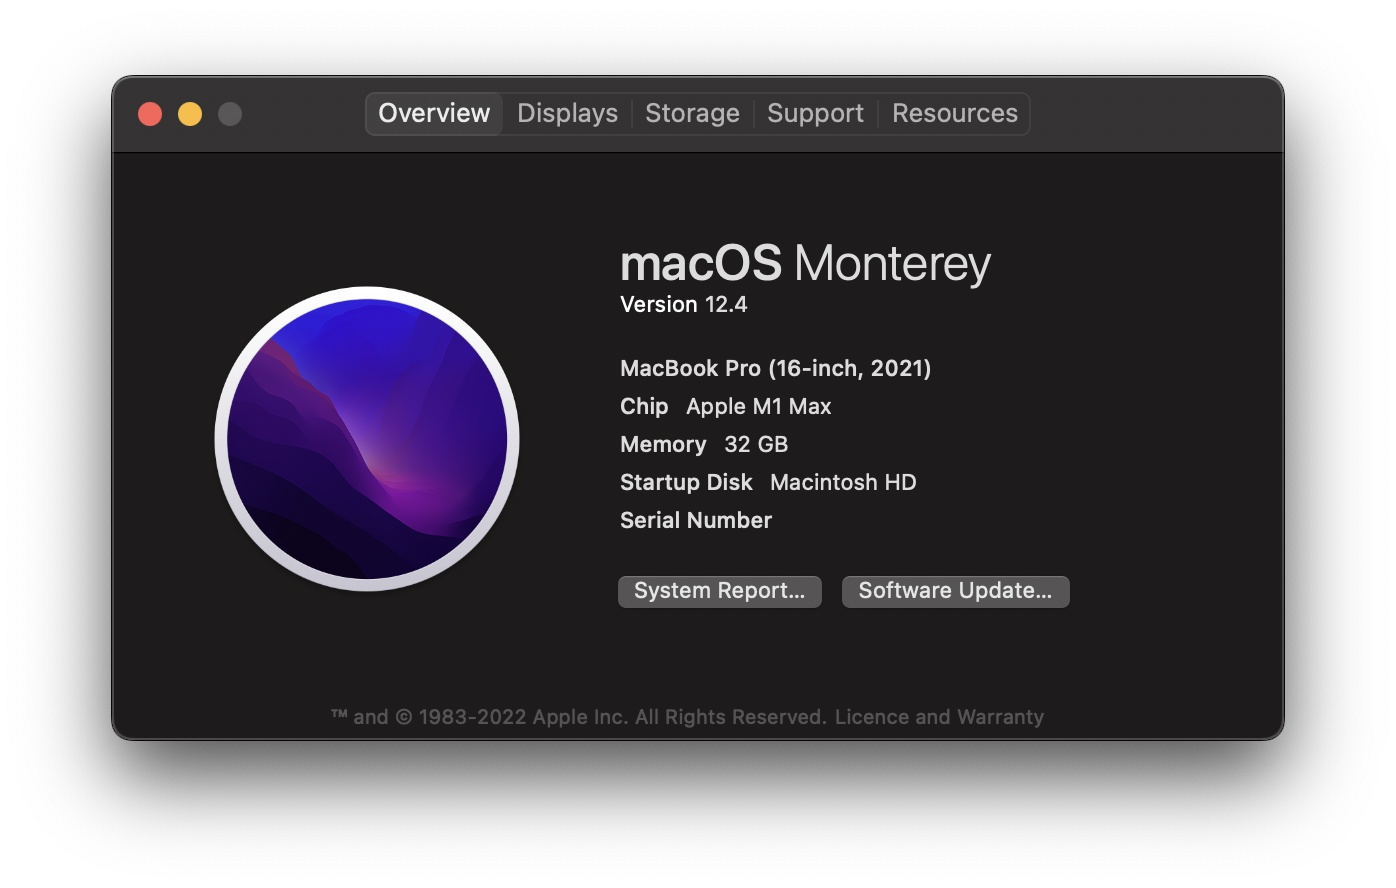 Overview Displays Storage Support Resources
macOS Monterey
Version 12.4
MacBook Pro (16-inch, 2021)
Chip Apple M1 Max
Memory 32 GB
Startup Disk Macintosh HD
Serial Number
System Report... Software Update...
™ and © 1983-2022 Apple Inc. All Rights Reserved. Licence and Warranty